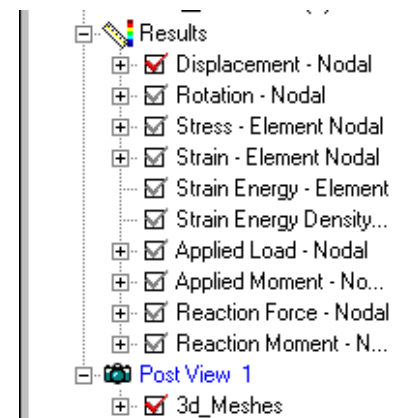 Results
Displacement - Nodal
Rotation - Nodal
Stress - Element Nodal
Strain - Element Nodal
Strain Energy - Element
Strain Energy Density...
Applied Load - Nodal
Applied Moment - No...
Reaction Force - Nodal
Reaction Moment - N...
Post View 1
3d_Meshes